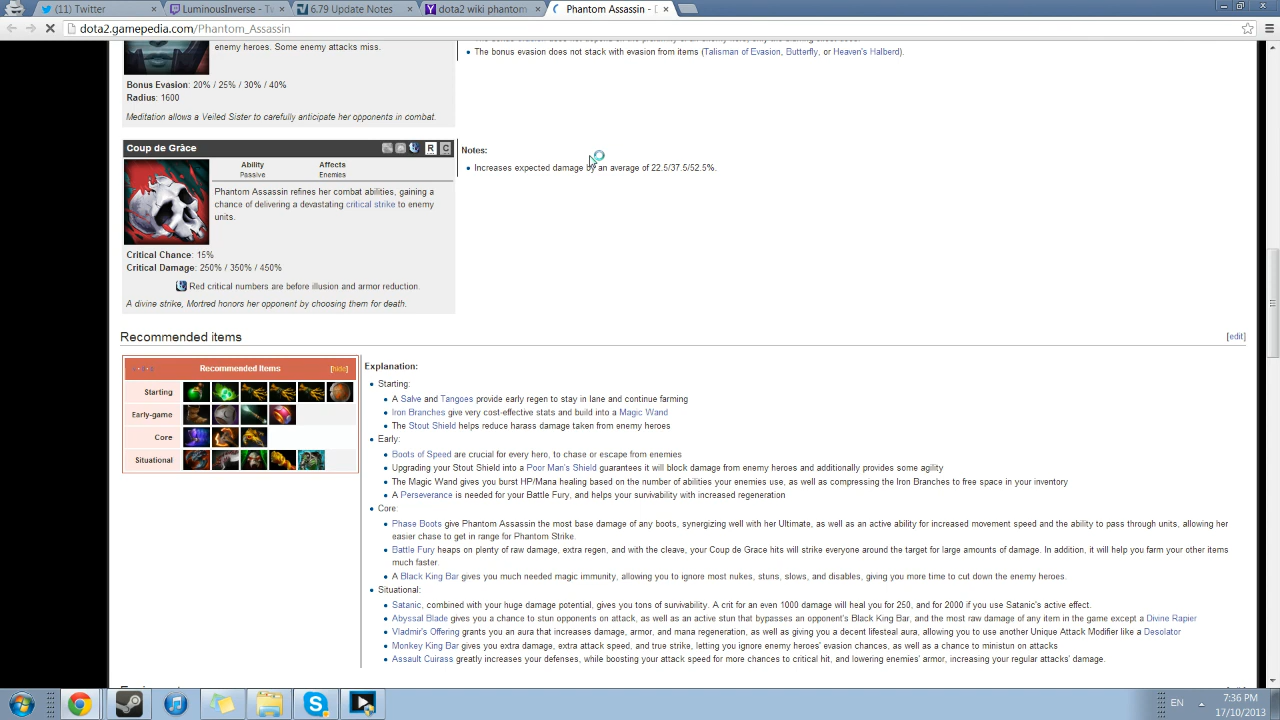 (11) Twitter
LuminousInverse - Tw
6.79 Update Notes
dota2 wiki phantom
Phantom Assassin - D
dota2.gamepedia.com/Phantom_Assassin
enemy heroes. Some enemy attacks miss.
Bonus Evasion: 20% / 25% / 30% / 40%
Radius: 1600
Meditation allows a Veiled Sister to carefully anticipate her opponents in combat.
The bonus evasion does not stack with evasion from items (Talisman of Evasion, Butterfly, or Heaven's Halberd).
Coup de Grâce R C
Ability Affects
Passive Enemies
Phantom Assassin refines her combat abilities, gaining a
chance of delivering a devastating critical strike to enemy
units.
Critical Chance: 15%
Critical Damage: 250% / 350% / 450%
Red critical numbers are before illusion and armor reduction.
A divine strike, Mortred honors her opponent by choosing them for death.
Notes:
Increases expected damage by an average of 22.5/37.5/52.5%.
Recommended items
[edit]
Recommended Items [hide]
Starting
Early-game
Core
Situational
Explanation:
Starting:
A Salve and Tangoes provide early regen to stay in lane and continue farming
Iron Branches give very cost-effective stats and build into a Magic Wand
The Stout Shield helps reduce harass damage taken from enemy heroes
Early:
Boots of Speed are crucial for every hero, to chase or escape from enemies
Upgrading your Stout Shield into a Poor Man's Shield guarantees it will block damage from enemy heroes and additionally provides some agility
The Magic Wand gives you burst HP/Mana healing based on the number of abilities your enemies use, as well as compressing the Iron Branches to free space in your inventory
A Perseverance is needed for your Battle Fury, and helps your survivability with increased regeneration
Core:
Phase Boots give Phantom Assassin the most base damage of any boots, synergizing well with her Ultimate, as well as an active ability for increased movement speed and the ability to pass through units, allowing her
easier chase to get in range for Phantom Strike.
Battle Fury heaps on plenty of raw damage, extra regen, and with the cleave, your Coup de Grace hits will strike everyone around the target for large amounts of damage. In addition, it will help you farm your other items
much faster.
A Black King Bar gives you much needed magic immunity, allowing you to ignore most nukes, stuns, slows, and disables, giving you more time to cut down the enemy heroes.
Situational:
Satanic, combined with your huge damage potential, gives you tons of survivability. A crit for an even 1000 damage will heal you for 250, and for 2000 if you use Satanic's active effect.
Abyssal Blade gives you a chance to stun opponents on attack, as well as an active stun that bypasses an opponent's Black King Bar, and the most raw damage of any item in the game except a Divine Rapier
Vladmir's Offering grants you an aura that increases damage, armor, and mana regeneration, as well as giving you a decent lifesteal aura, allowing you to use another Unique Attack Modifier like a Desolator
Monkey King Bar gives you extra damage, extra attack speed, and true strike, letting you ignore enemy heroes' evasion chances, as well as a chance to ministun on attacks
Assault Cuirass greatly increases your defenses, while boosting your attack speed for more chances to critical hit, and lowering enemies' armor, increasing your regular attacks' damage.
EN
7:36 PM
17/10/2013